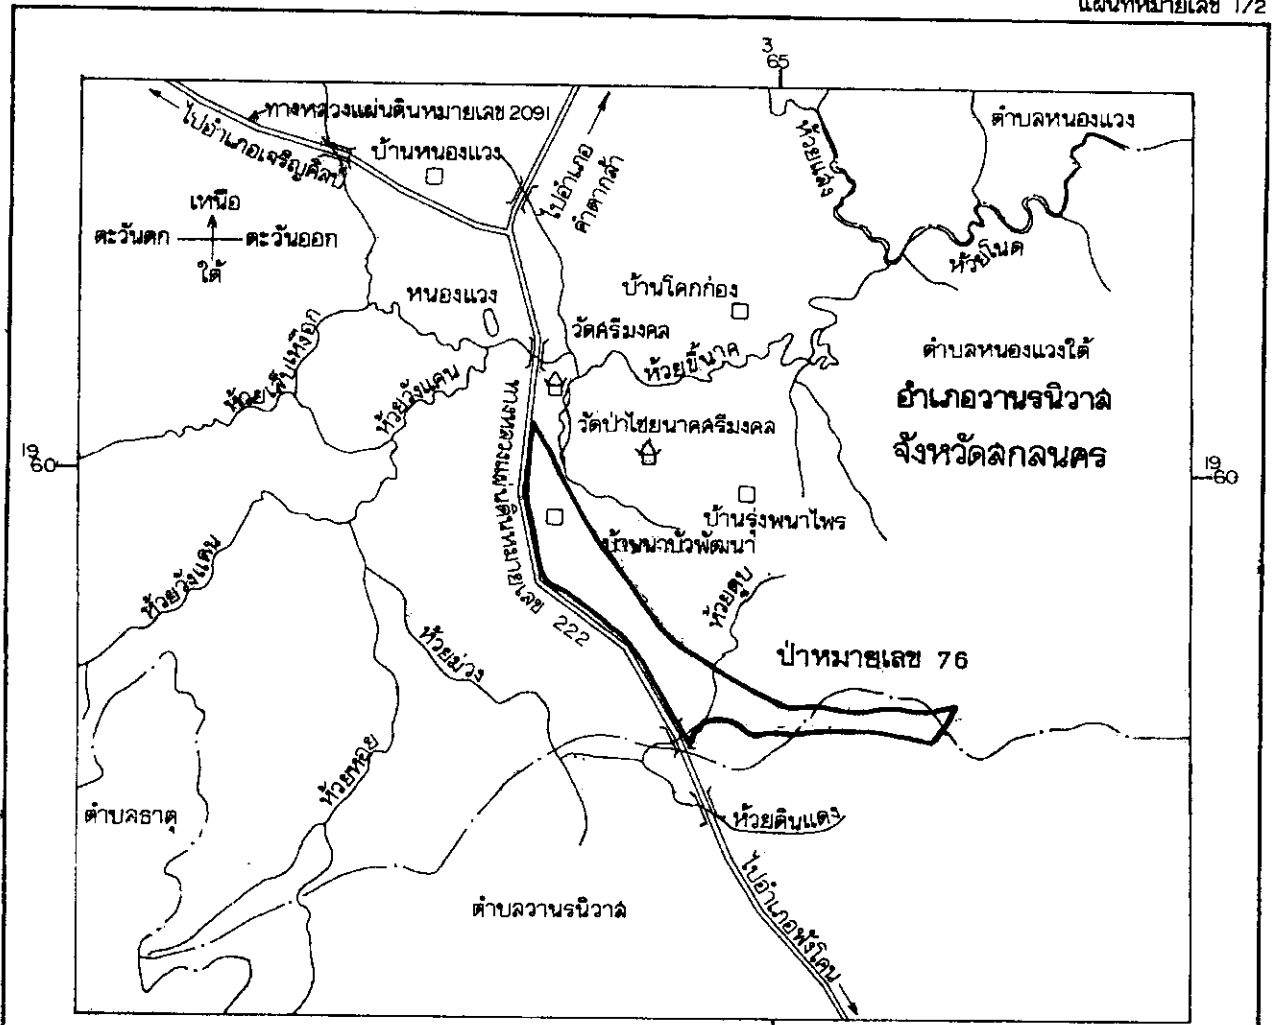 แผนที่หมายเลข 1/2
3
65
ทางหลวงแผ่นดินหมายเลข 2091
ไปอำเภอเจริญศิลป์
บ้านหนองแวง
ไปอำเภอ
คำตากล้า
ห้วยแสง
ตำบลหนองแวง
เหนือ
ตะวันตก
ตะวันออก
ใต้
ห้วยโนด
หนองแวง
บ้านโคกก่อง
วัดศรีมงคล
ห้วยขี้นาค
ห้วยเส็บเหงือก
ห้วยวังแคน
ตำบลหนองแวงใต้
อำเภอวานรนิวาส
จังหวัดสกลนคร
วัดป่าไชยนาคศรีมงคล
19
60
19
60
ทางหลวงแผ่นดินหมายเลข 222
บ้านรุ่งพนาไพร
บ้านนาบัวพัฒนา
ห้วยวังแคน
ห้วยตูบ
ห้วยม่วง
ป่าหมายเลข 76
ห้วยหอย
ตำบลธาตุ
ห้วยดินแดง
ตำบลวานรนิวาส
ไปอำเภอพังโคน